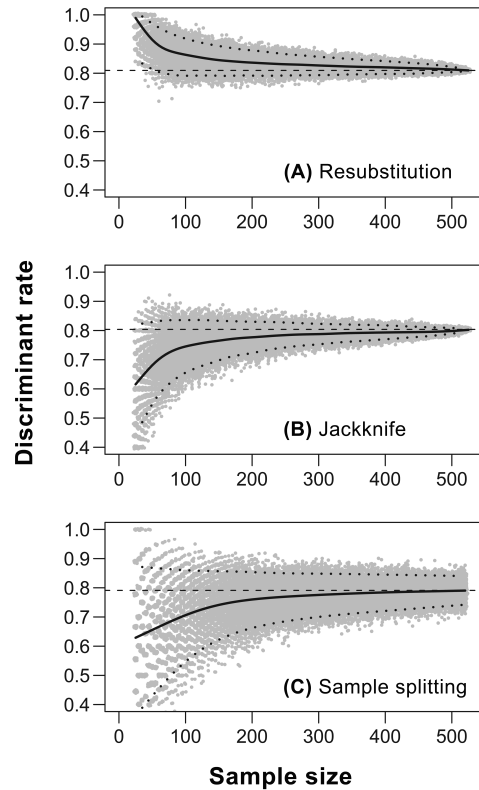 Discriminant rate
1.0
0.9
0.8
0.7
0.6
0.5
0.4
(A) Resubstitution
0 100 200 300 400 500
1.0
0.9
0.8
0.7
0.6
0.5
0.4
(B) Jackknife
0 100 200 300 400 500
1.0
0.9
0.8
0.7
0.6
0.5
0.4
(C) Sample splitting
0 100 200 300 400 500
Sample size